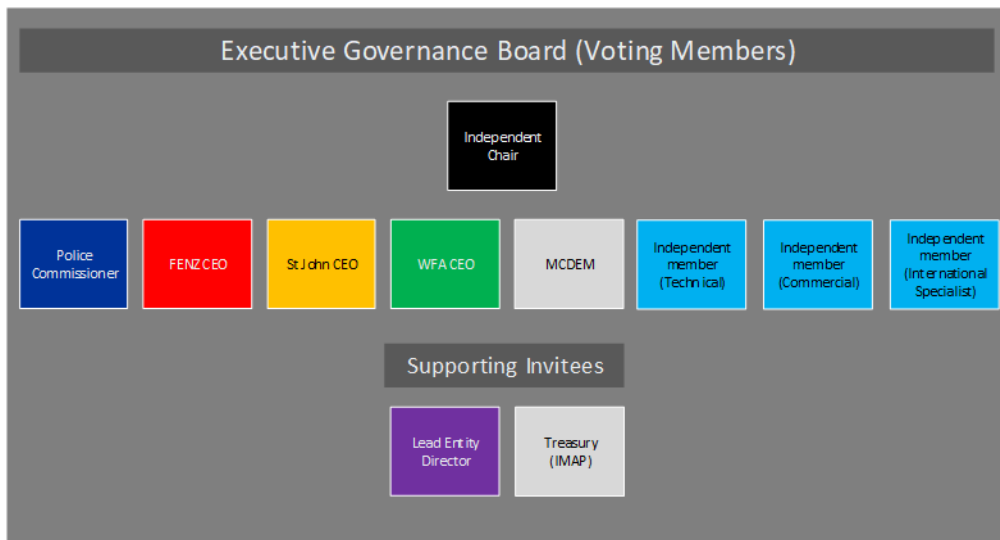 Executive Governance Board (Voting Members)
Independent
Chair
Police
Commissioner
FENZ CEO
St John CEO
WFA CEO
MCDEM
Independent
member
(Technical)
Independent
member
(Commercial)
Independent
member
(International
Specialist)
Supporting Invitees
Lead Entity
Director
Treasury
(IMAP)